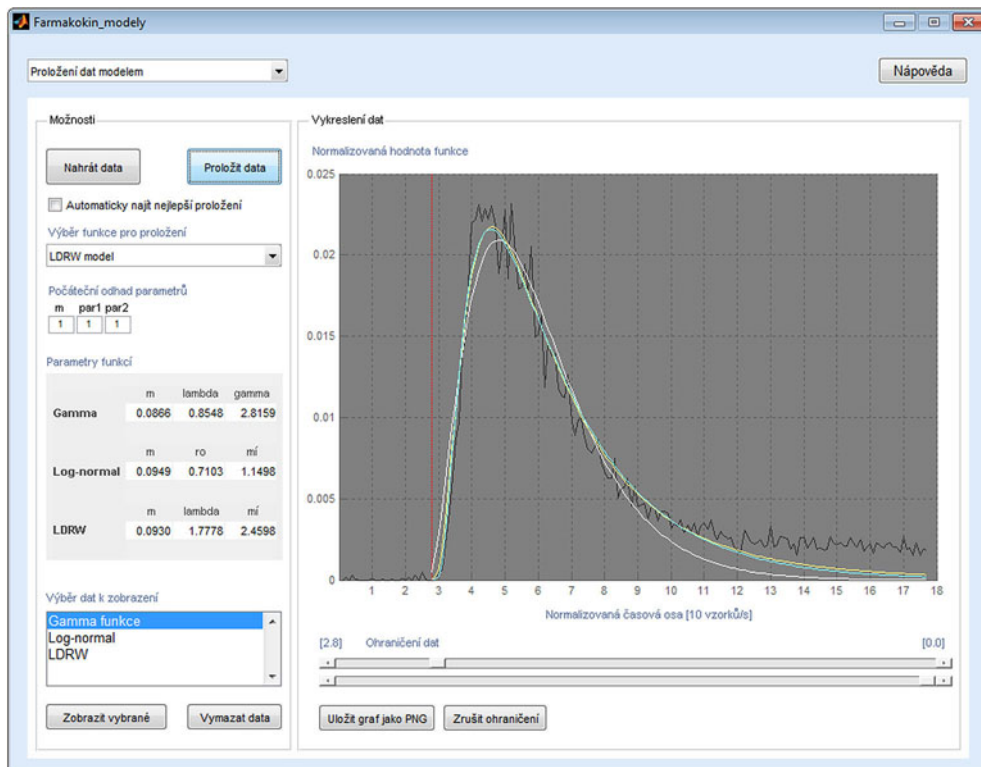 Farmakokin_modely
Proložení dat modelem
Nápověda
Možnosti
Nahrát data
Proložit data
Automaticky najít nejlepší proložení
Výběr funkce pro proložení
LDRW model
Počáteční odhad parametrů
m par1 par2
1 1 1
Parametry funkcí
m lambda gamma
Gamma 0.0866 0.8548 2.8159
m ro mí
Log-normal 0.0949 0.7103 1.1498
m lambda mí
LDRW 0.0930 1.7778 2.4598
Výběr dat k zobrazení
Gamma funkce
Log-normal
LDRW
Zobrazit vybrané
Vymazat data
Vykreslení dat
Normalizovaná hodnota funkce
0.025
0.02
0.015
0.01
0.005
0
1 2 3 4 5 6 7 8 9 10 11 12 13 14 15 16 17 18
Normalizovaná časová osa [10 vzorků/s]
[2.8] Ohraničení dat [0.0]
Uložit graf jako PNG
Zrušit ohraničení